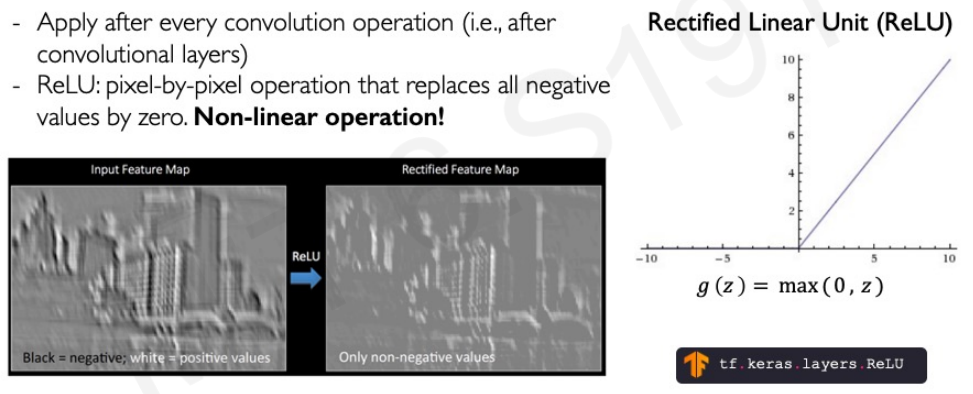 - Apply after every convolution operation (i.e., after
convolutional layers)
- ReLU: pixel-by-pixel operation that replaces all negative
values by zero. Non-linear operation!
Input Feature Map
Rectified Feature Map
ReLU
Black = negative; white = positive values
Only non-negative values
Rectified Linear Unit (ReLU)
10
8
6
4
2
-10
-5
5
10
g(z) = max(0, z)
tf.keras.layers.ReLU